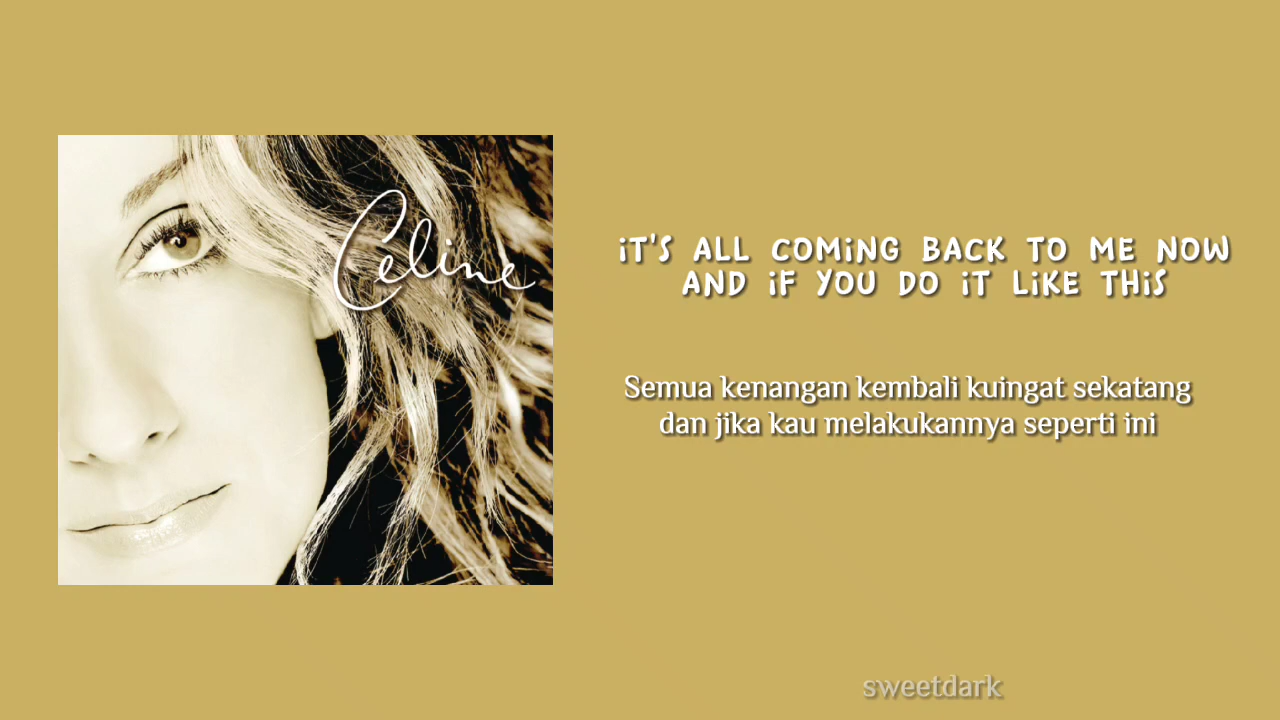 Celine
iT'S ALL COMiNG BACK TO ME NOW
AND iF YOU DO iT LiKE THiS
Semua kenangan kembali kuingat sekatang
dan jika kau melakukannya seperti ini
sweetdark